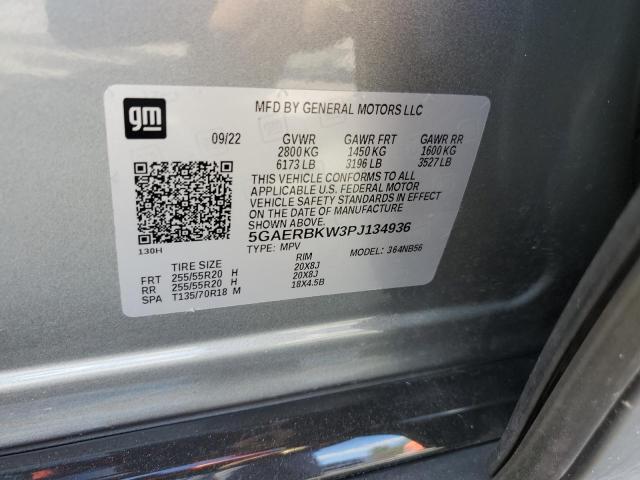 gm
MFD BY GENERAL MOTORS LLC
09/22 GVWR GAWR FRT GAWR RR
2800 KG 1450 KG 1600 KG
6173 LB 3196 LB 3527 LB
THIS VEHICLE CONFORMS TO ALL
APPLICABLE U.S. FEDERAL MOTOR
VEHICLE SAFETY STANDARDS IN EFFECT
ON THE DATE OF MANUFACTURE
SHOWN ABOVE.
5GAERBKW3PJ134936
130H
TYPE: MPV MODEL: 364NB56
TIRE SIZE RIM
FRT 255/55R20 H 20X8J
RR 255/55R20 H 20X8J
SPA T135/70R18 M 18X4.5B